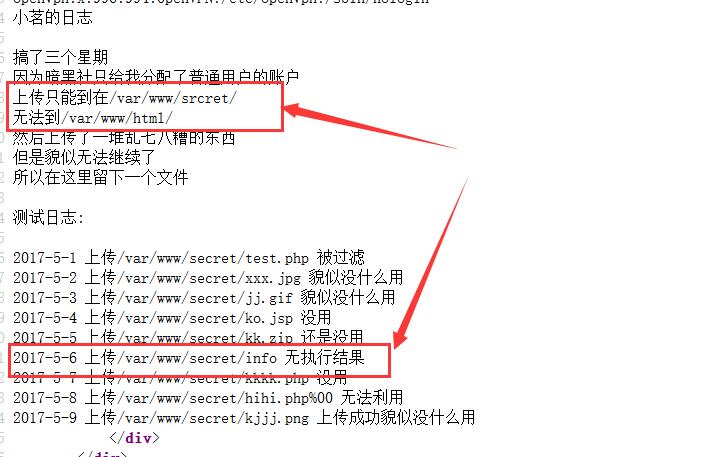 openvpn:x:996:994:OpenVPN:/etc/openvpn:/sbin/nologin
小茗的日志
搞了三个星期
因为暗黑社只给我分配了普通用户的账户
上传只能到在/var/www/srcret/
无法到/var/www/html/
然后上传了一堆乱七八糟的东西
但是貌似无法继续了
所以在这里留下一个文件
测试日志:
2017-5-1 上传/var/www/secret/test.php 被过滤
2017-5-2 上传/var/www/secret/xxx.jpg 貌似没什么用
2017-5-3 上传/var/www/secret/jj.gif 貌似没什么用
2017-5-4 上传/var/www/secret/ko.jsp 没用
2017-5-5 上传/var/www/secret/kk.zip 还是没用
2017-5-6 上传/var/www/secret/info 无执行结果
2017-5-7 上传/var/www/secret/kkkk.php 没用
2017-5-8 上传/var/www/secret/hihi.php%00 无法利用
2017-5-9 上传/var/www/secret/kjjj.png 上传成功貌似没什么用
</div>
</div>